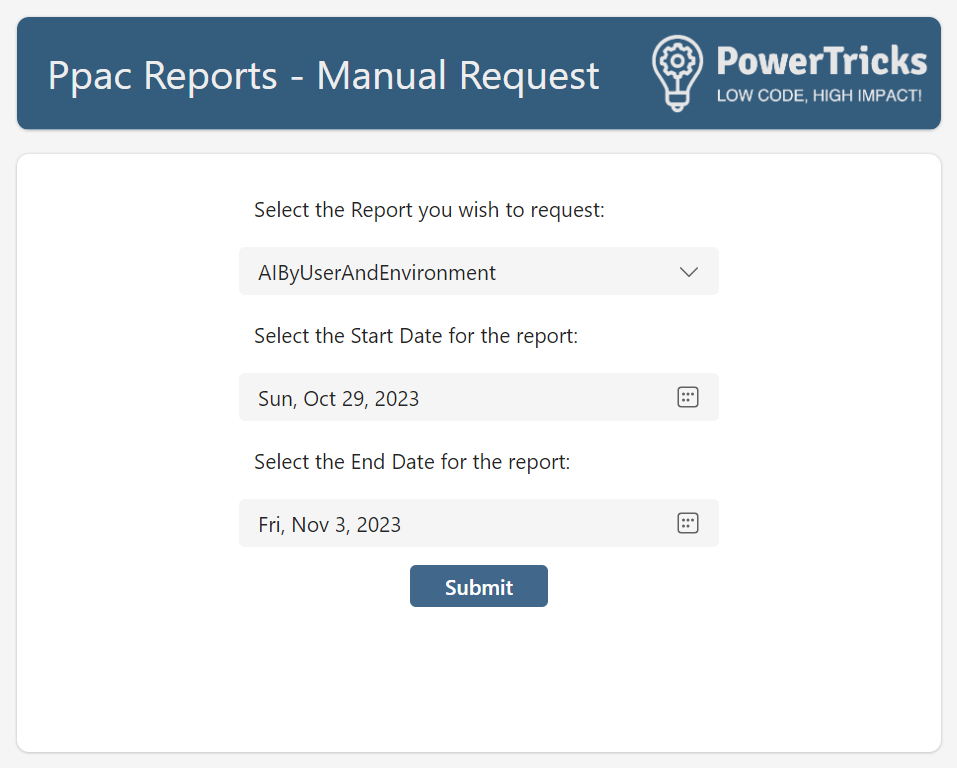 Ppac Reports - Manual Request
PowerTricks
LOW CODE, HIGH IMPACT!
Select the Report you wish to request:
AIByUserAndEnvironment
Select the Start Date for the report:
Sun, Oct 29, 2023
Select the End Date for the report:
Fri, Nov 3, 2023
Submit